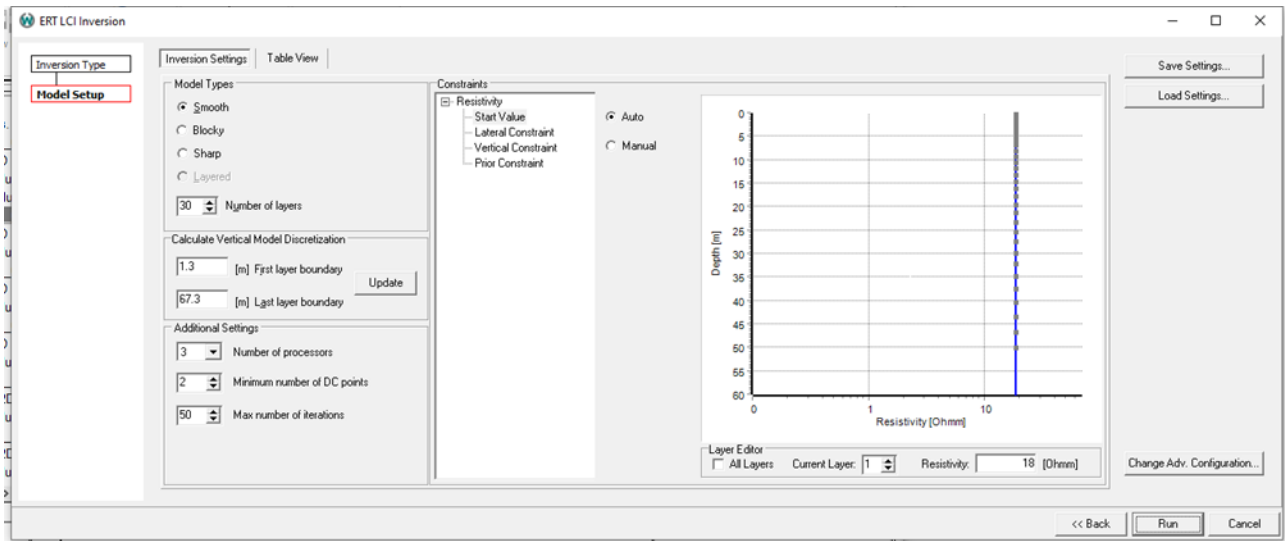 ERT LCI Inversion
Inversion Type
Model Setup
Inversion Settings
Table View
Model Types
Smooth
Blocky
Sharp
Layered
30 Number of layers
Calculate Vertical Model Discretization
1.3 [m] First layer boundary
Update
67.3 [m] Last layer boundary
Additional Settings
3 Number of processors
2 Minimum number of DC points
50 Max number of iterations
Constraints
Resistivity
Start Value
Lateral Constraint
Vertical Constraint
Prior Constraint
Auto
Manual
Depth [m]
0
5
10
15
20
25
30
35
40
45
50
55
60
0 1 10
Resistivity [Ohmm]
Layer Editor
All Layers Current Layer: 1 Resistivity: 18 [Ohmm]
Save Settings...
Load Settings...
Change Adv. Configuration...
<< Back Run Cancel